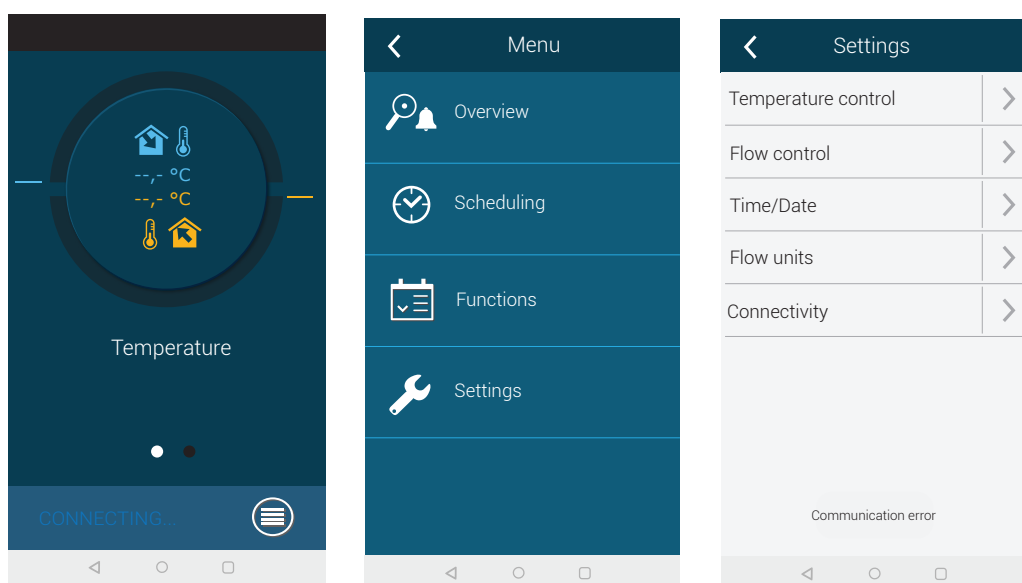 --,- °C
--,- °C
Temperature
CONNECTING...
Menu
Overview
Scheduling
Functions
Settings
Settings
Temperature control
Flow control
Time/Date
Flow units
Connectivity
Communication error